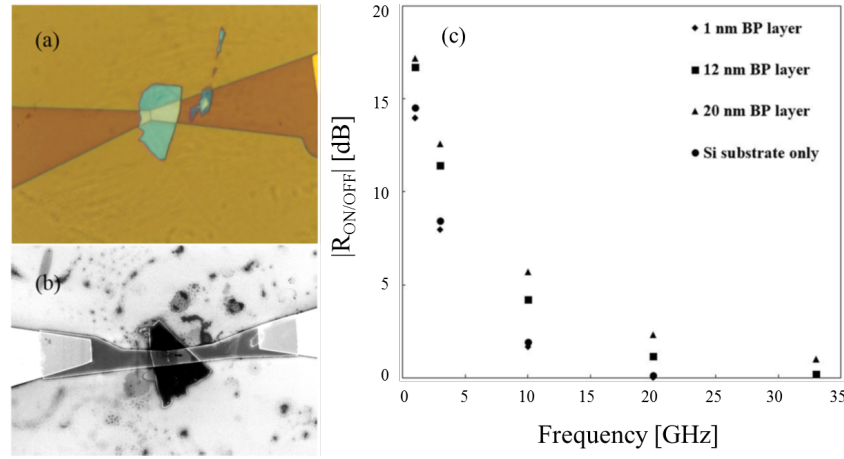 (a)
(b)
(c)
20
15
10
5
0
|R_ON/OFF| [dB]
1 nm BP layer
12 nm BP layer
20 nm BP layer
Si substrate only
0 5 10 15 20 25 30 35
Frequency [GHz]